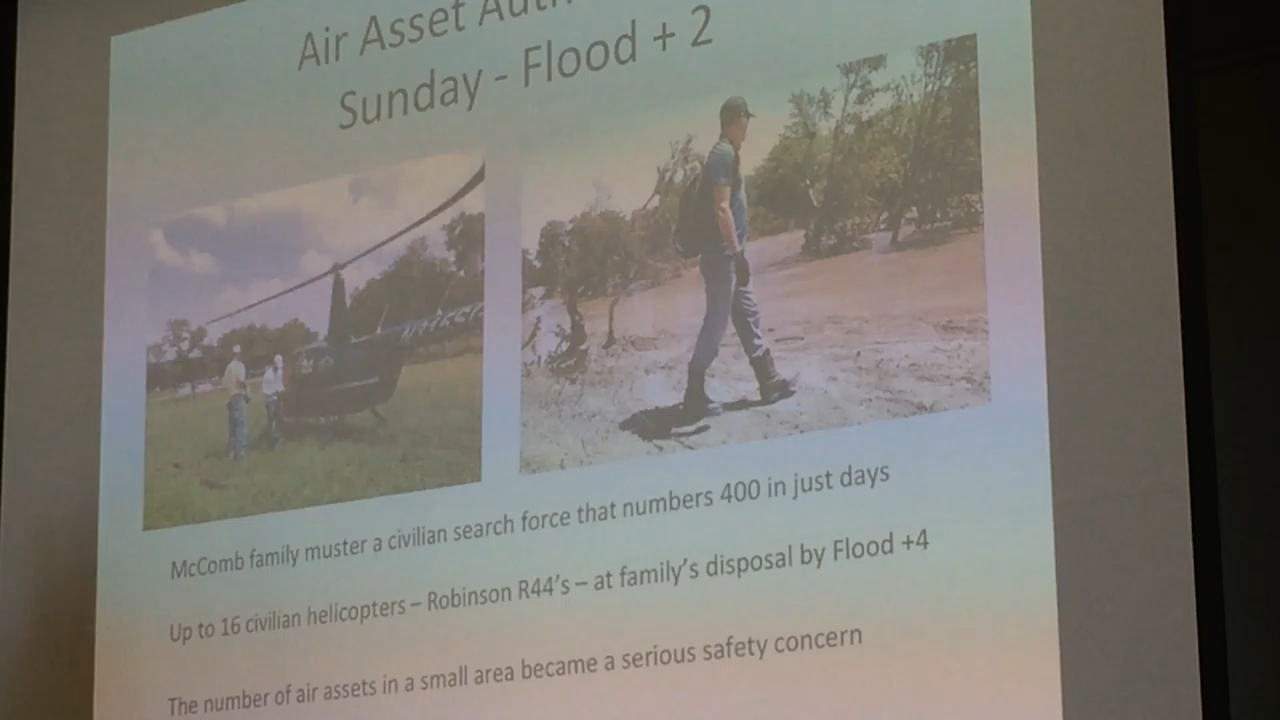 Air Asset
Sunday - Flood + 2
McComb family muster a civilian search force that numbers 400 in just days
Up to 16 civilian helicopters – Robinson R44's – at family's disposal by Flood +4
The number of air assets in a small area became a serious safety concern